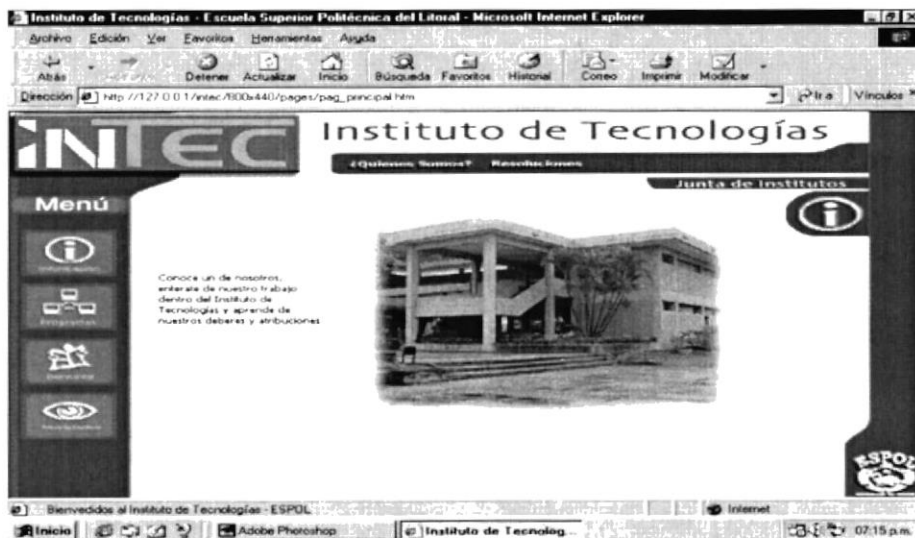 Instituto de Tecnologías - Escuela Superior Politécnica del Litoral - Microsoft Internet Explorer
Archivo Edición Ver Favoritos Herramientas Ayuda
Atrás Detener Actualizar Inicio Búsqueda Favoritos Historial Correo Imprimir Modificar
Dirección http://127.0.0.1/intec/800x440/pages/pag_principal.htm Ir a Vínculos »
iNTEC Instituto de Tecnologías
¿Quienes Somos? Resoluciones
Junta de Institutos
Menú
Información
Conoce un de nosotros,
enterate de nuestro trabajo
dentro del Instituto de
Tecnologías y aprende de
nuestros deberes y atribuciones
Programas
ESPOL
Bienvedidos al Instituto de Tecnologías - ESPOL Internet
Inicio Adobe Photoshop Instituto de Tecnolog... 07:15 p.m.